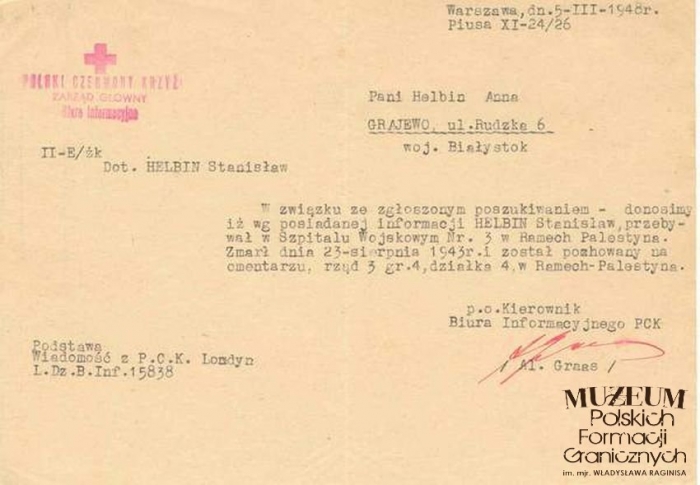 Warszawa, dn. 5-III-1948r.
Piusa XI-24/26
POLSKI CZERWONY KRZYŻ
ZARZĄD GŁÓWNY
Biuro Informacyjne
Pani Helbin Anna
GRAJEWO, ul.Rudzka 6
woj. Białystok
II-E/żk
Dot. HELBIN Stanisław
W związku ze zgłoszonym poszukiwaniem - donosimy
iż wg posiadanej informacji HELBIN Stanisław, przeby-
wał w Szpitalu Wojskowym Nr. 3 w Ramech Palestyna.
Zmarł dnia 23-sierpnia 1943r.i został pozhowany na
cmentarzu, rząd 3 gr.4,działka 4,w Ramech-Palestyna.
p.o.Kierownik
Biura Informacyjnego PCK
/ Al. Graas /
Podstawa
Wiadomość z P.C.K. Londyn
L.Dz.B.Inf.15838
MUZEUM
Polskich
Formacji
Granicznych
im. mjr. WŁADYSŁAWA RAGINISA